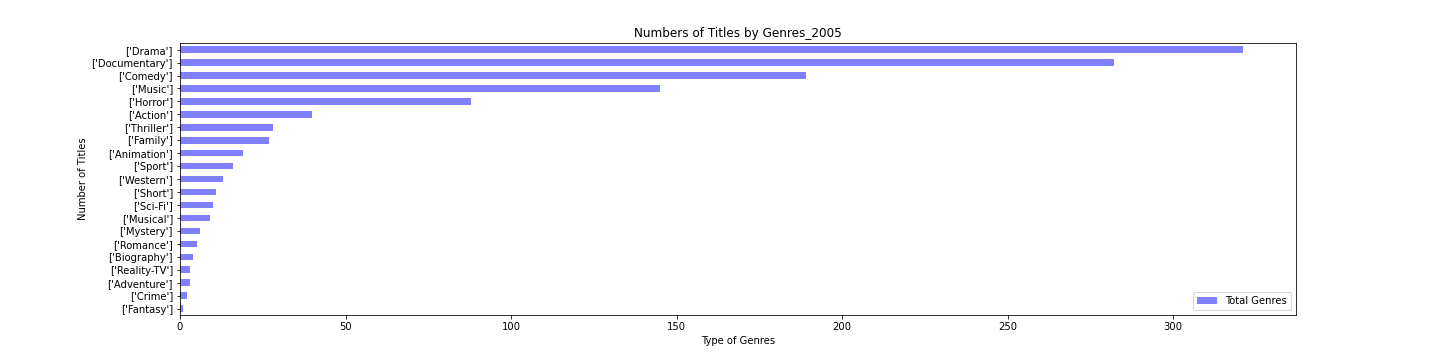 Numbers of Titles by Genres_2005
['Drama']
['Documentary']
['Comedy']
['Music']
['Horror']
['Action']
['Thriller']
['Family']
['Animation']
['Sport']
['Western']
['Short']
['Sci-Fi']
['Musical']
['Mystery']
['Romance']
['Biography']
['Reality-TV']
['Adventure']
['Crime']
['Fantasy']
Number of Titles
0 50 100 150 200 250 300
Type of Genres
Total Genres